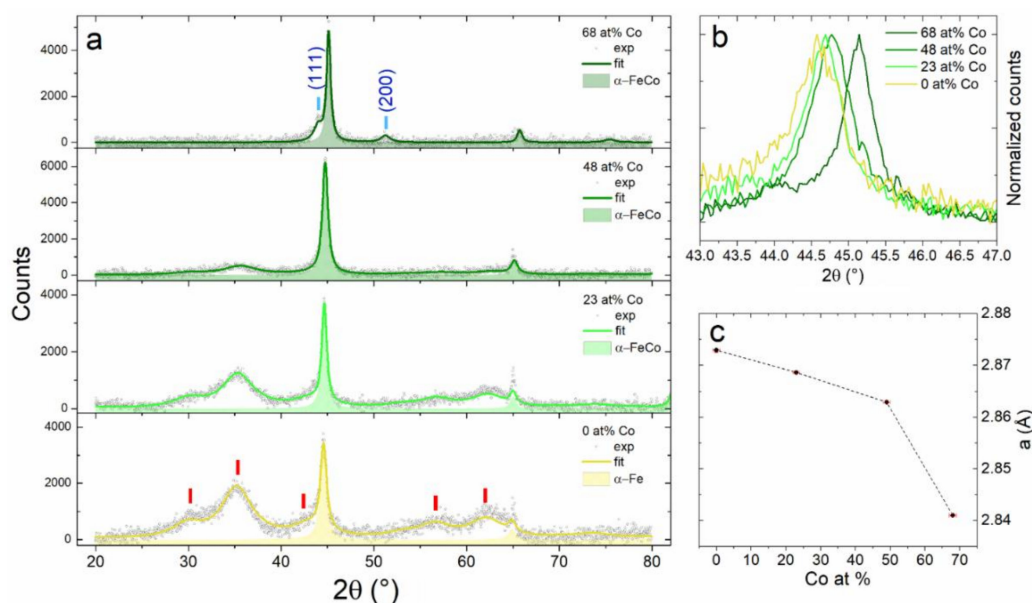 a
68 at% Co
exp
fit
α–FeCo
(111)
(200)
4000
2000
0
48 at% Co
exp
fit
α–FeCo
6000
4000
2000
0
23 at% Co
exp
fit
α–FeCo
4000
2000
0
0 at% Co
exp
fit
α–Fe
4000
2000
0
Counts
20 30 40 50 60 70 80
2θ (°)
b
68 at% Co
48 at% Co
23 at% Co
0 at% Co
Normalized counts
43.0 43.5 44.0 44.5 45.0 45.5 46.0 46.5 47.0
2θ (°)
c
2.88
2.87
2.86
2.85
2.84
a (Å)
0 10 20 30 40 50 60 70
Co at %